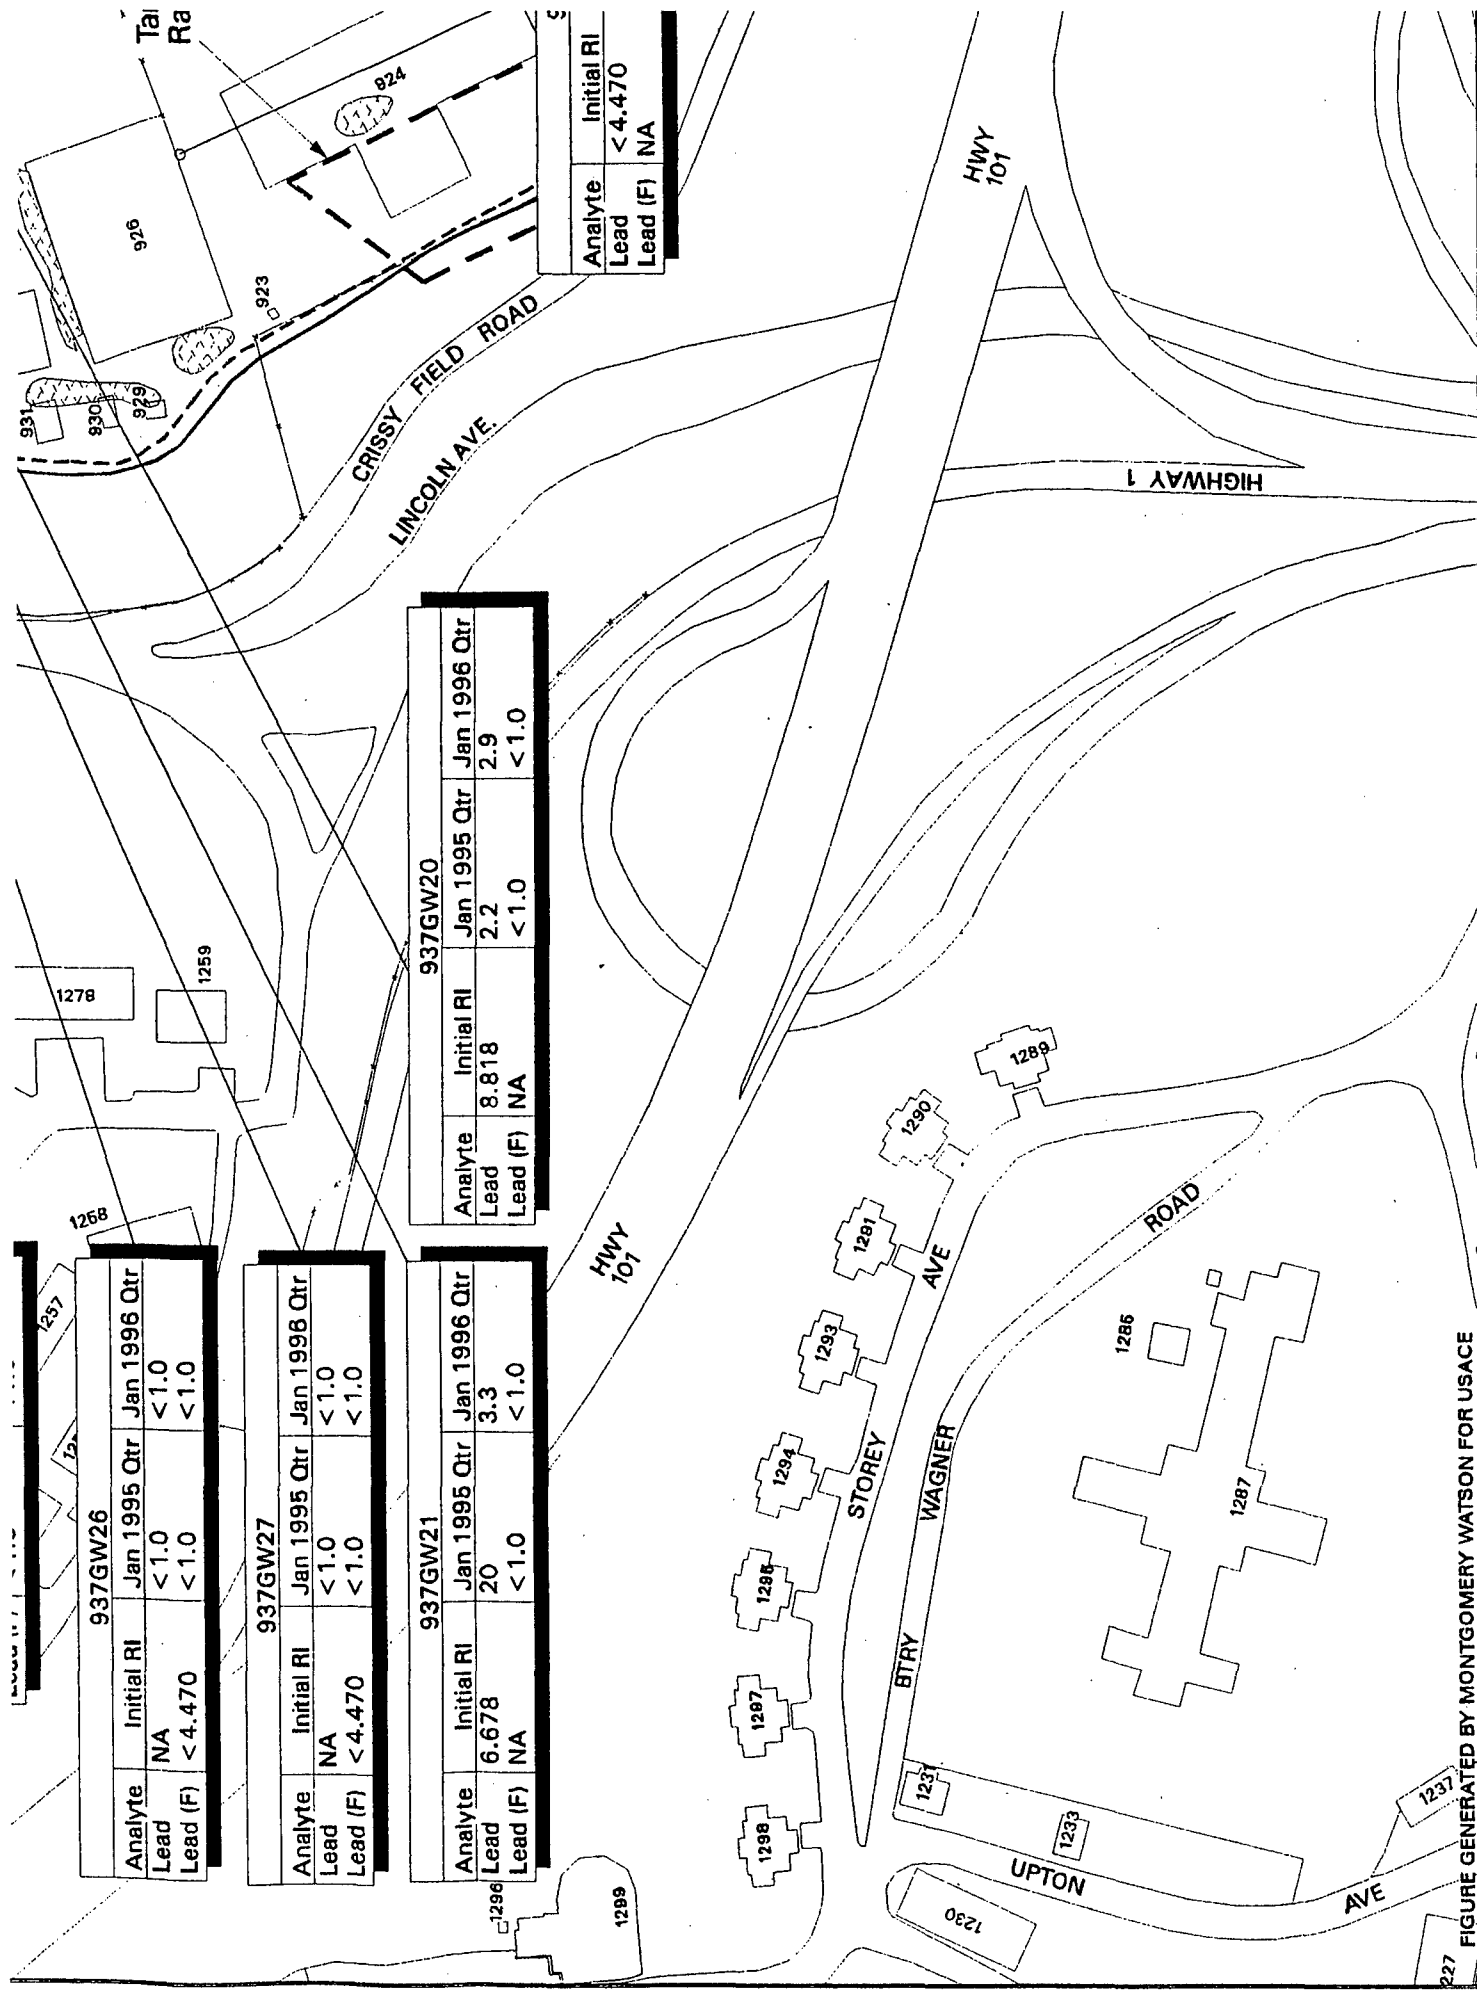 Tai
Ra
924
926
923
931
930
929
Initial RI
Analyte
Lead <4.470
Lead (F) NA
CRISSY FIELD ROAD
LINCOLN AVE.
HWY
101
HIGHWAY 1
1278
1259
1268
1257
937GW20
Analyte Initial RI Jan 1995 Qtr Jan 1996 Qtr
Lead 8.818 2.2 2.9
Lead (F) NA <1.0 <1.0
937GW26
Analyte Initial RI Jan 1995 Qtr Jan 1996 Qtr
Lead NA <1.0 <1.0
Lead (F) <4.470 <1.0 <1.0
937GW27
Analyte Initial RI Jan 1995 Qtr Jan 1996 Qtr
Lead NA <1.0 <1.0
Lead (F) <4.470 <1.0 <1.0
937GW21
Analyte Initial RI Jan 1995 Qtr Jan 1996 Qtr
Lead 6.678 20 3.3
Lead (F) NA <1.0 <1.0
HWY
101
1289
1290
1291
1293
1294
1295
1297
1298
1296
1299
STOREY AVE
BTRY WAGNER ROAD
1286
1287
1231
1233
1230
1237
227
UPTON AVE
FIGURE GENERATED BY MONTGOMERY WATSON FOR USACE